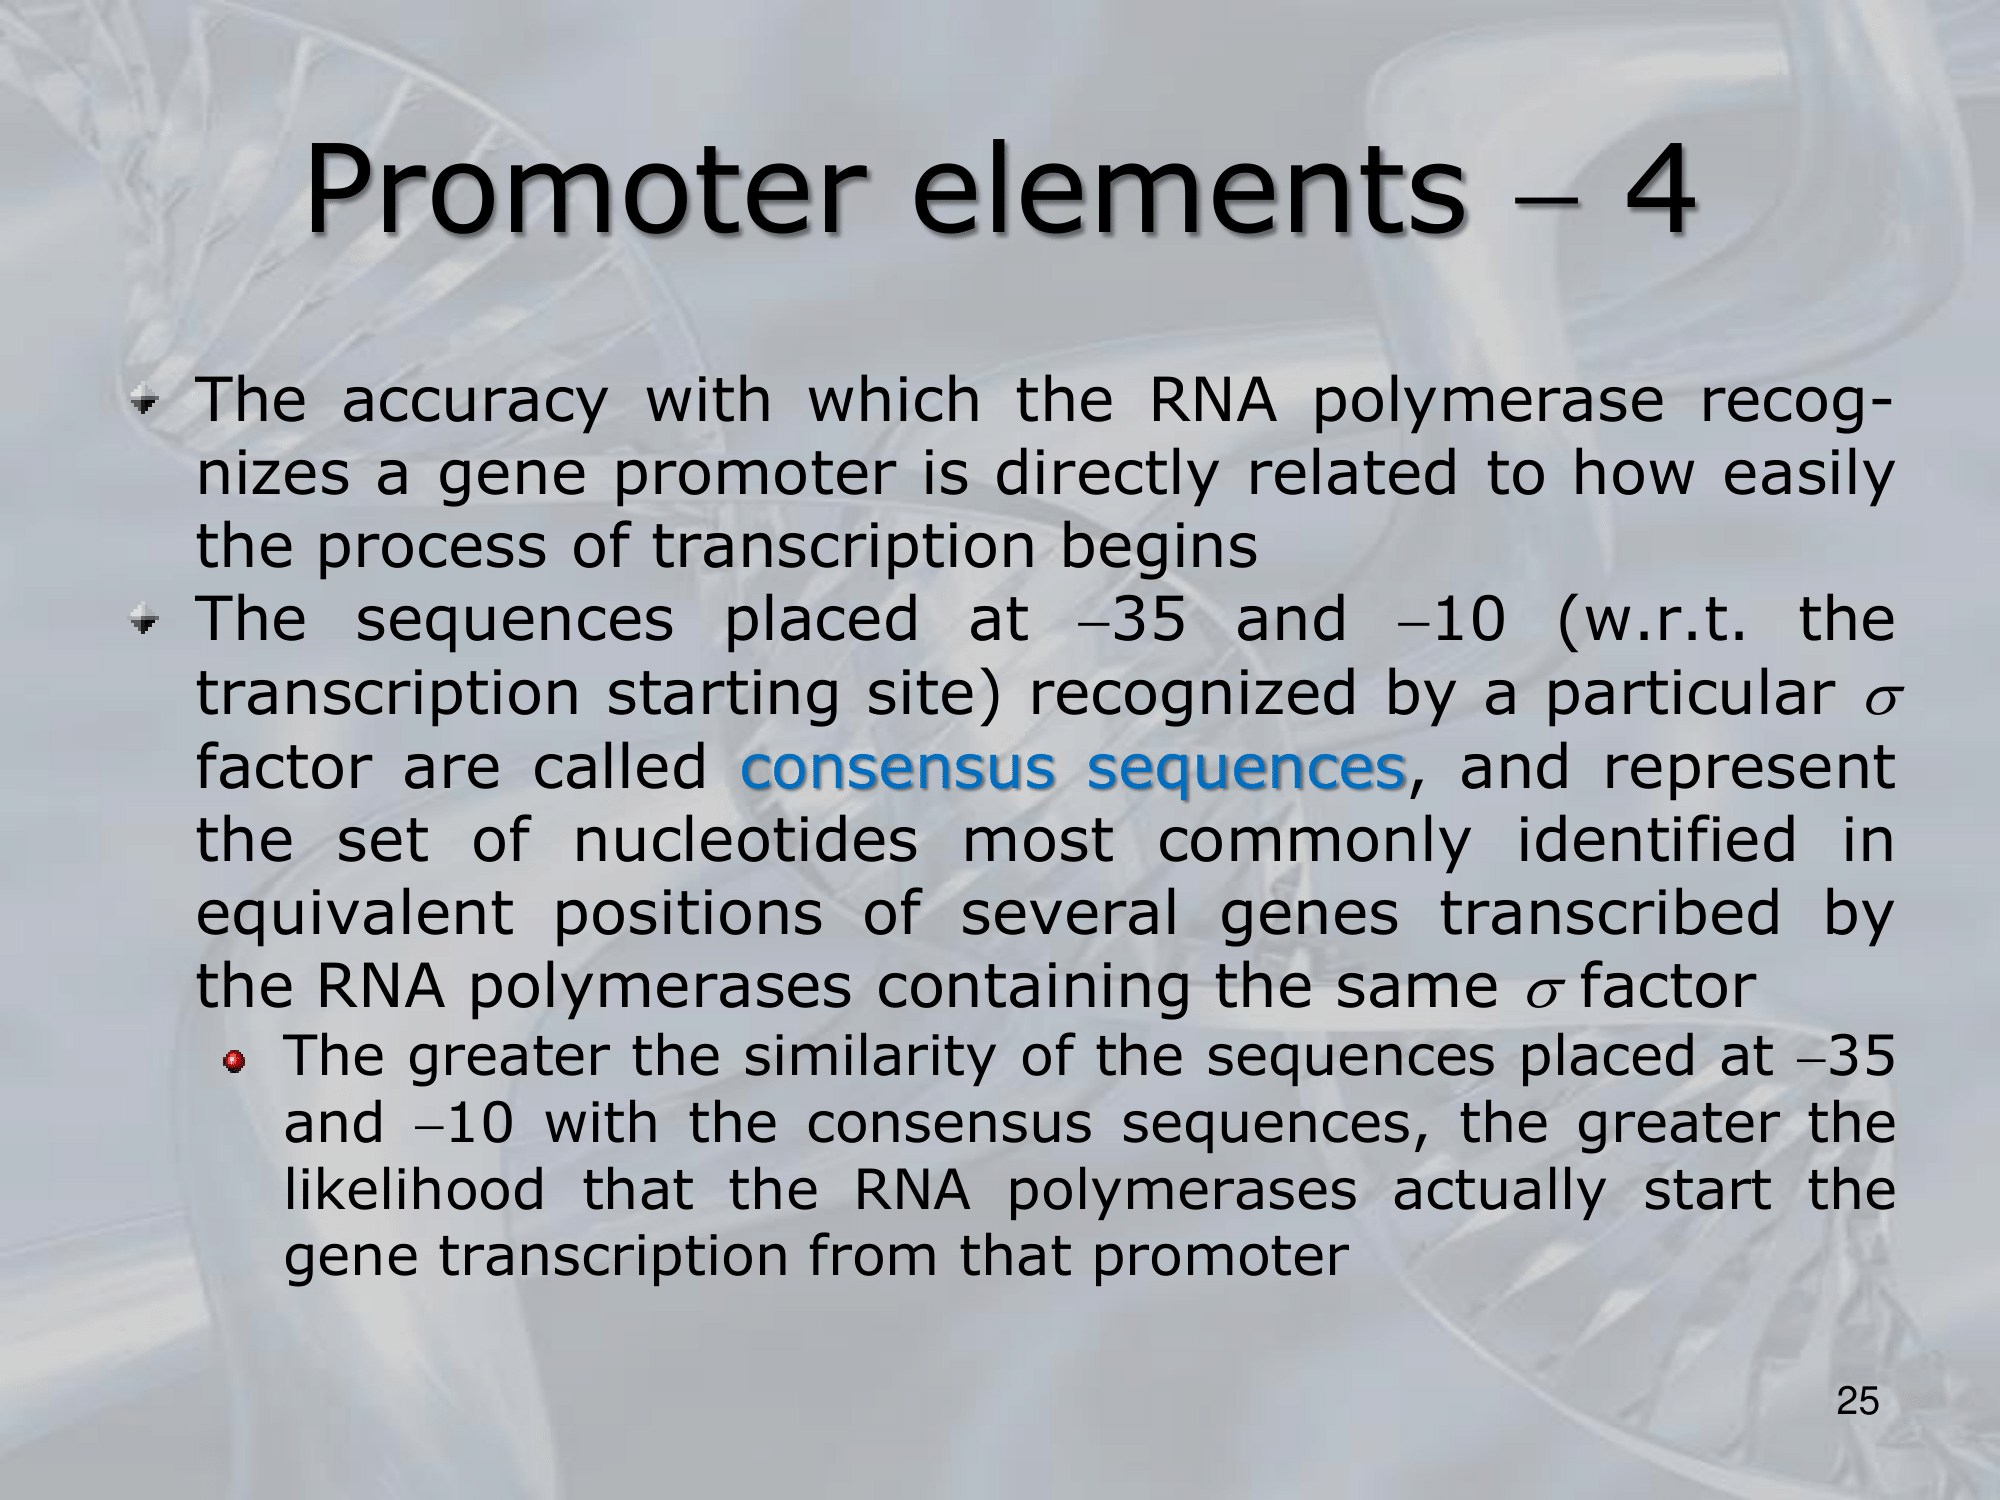 Promoter elements – 4
The accuracy with which the RNA polymerase recog-
nizes a gene promoter is directly related to how easily
the process of transcription begins
The sequences placed at –35 and –10 (w.r.t. the
transcription starting site) recognized by a particular σ
factor are called consensus sequences, and represent
the set of nucleotides most commonly identified in
equivalent positions of several genes transcribed by
the RNA polymerases containing the same σ factor
The greater the similarity of the sequences placed at –35
and –10 with the consensus sequences, the greater the
likelihood that the RNA polymerases actually start the
gene transcription from that promoter
25